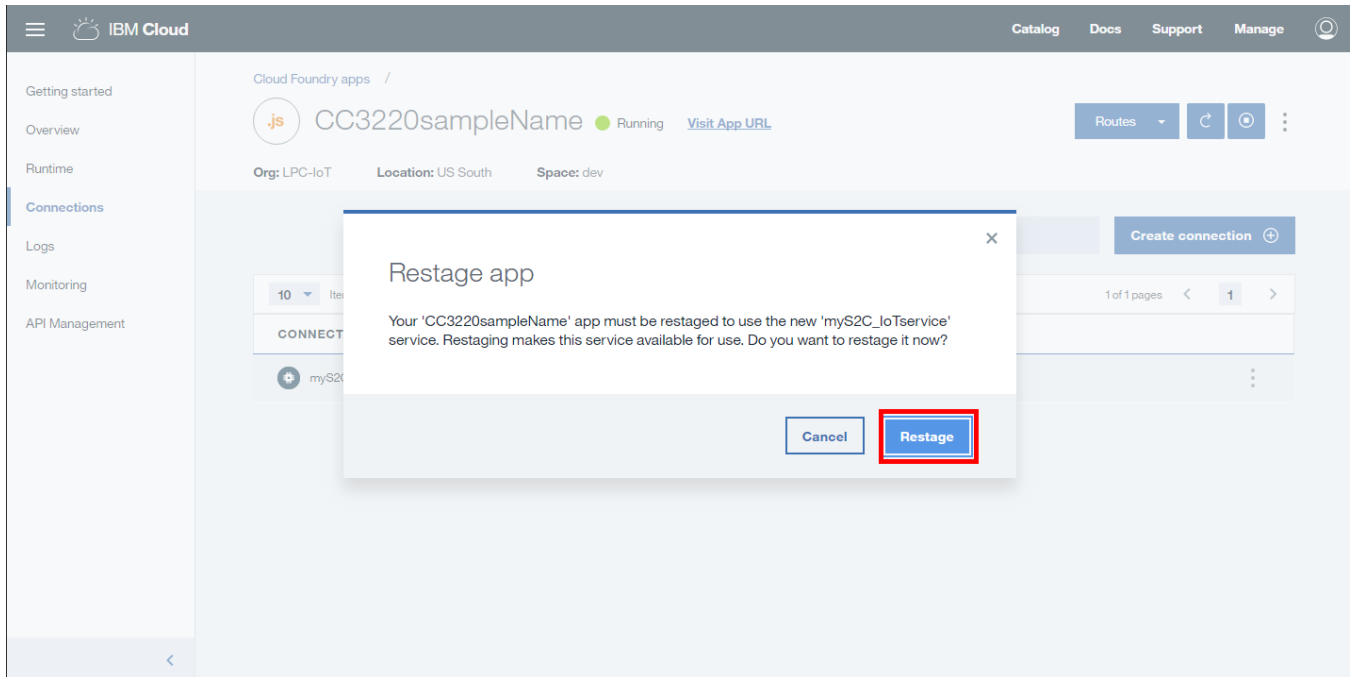 IBM Cloud
Catalog Docs Support Manage
Getting started
Overview
Runtime
Connections
Logs
Monitoring
API Management
Cloud Foundry apps /
.js CC3220sampleName Running Visit App URL
Routes
Org: LPC-IoT Location: US South Space: dev
Create connection
10 Ite
1 of 1 pages 1
CONNECT
myS2C
Restage app
Your 'CC3220sampleName' app must be restaged to use the new 'myS2C_IoTservice'
service. Restaging makes this service available for use. Do you want to restage it now?
Cancel Restage